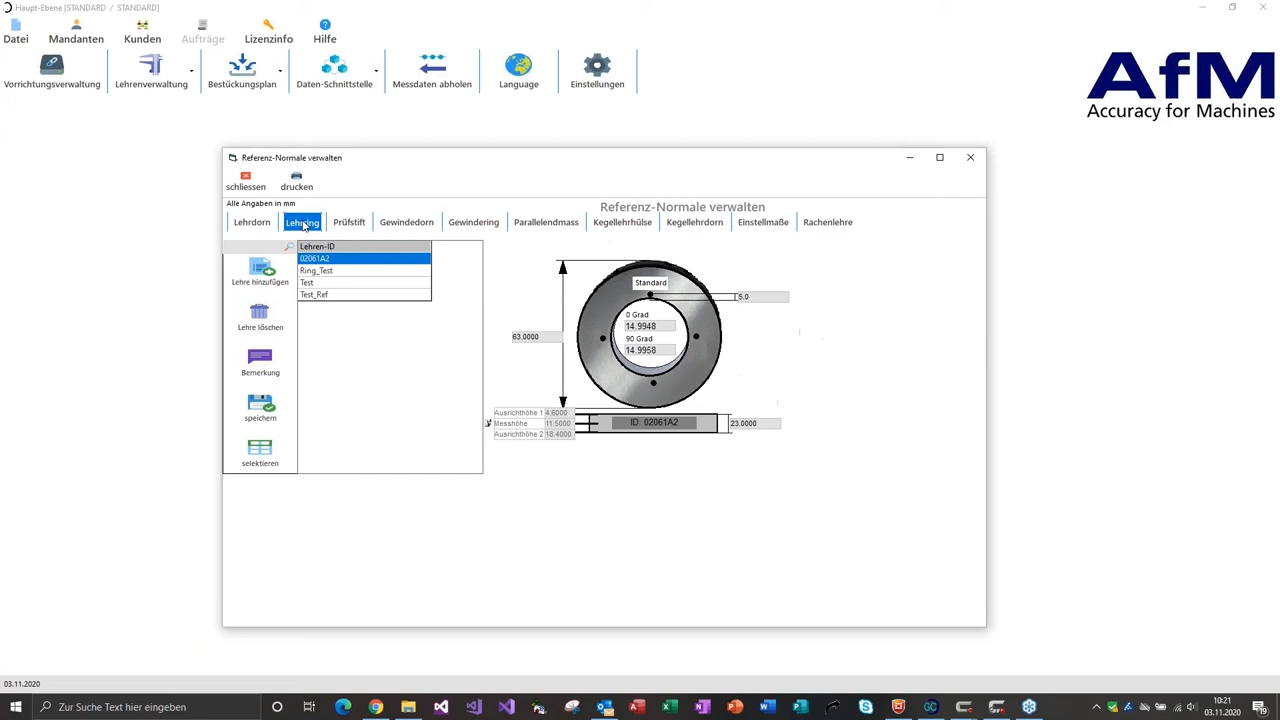 Haupt-Ebene [STANDARD / STANDARD]
Datei Mandanten Kunden Aufträge Lizenzinfo Hilfe
Vorrichtungsverwaltung Lehrenverwaltung Bestückungsplan Daten-Schnittstelle Messdaten abholen Language Einstellungen
AfM
Accuracy for Machines
Referenz-Normale verwalten
schliessen drucken
Alle Angaben in mm
Referenz-Normale verwalten
Lehrdorn Lehrring Prüfstift Gewindedorn Gewindering Parallelendmass Kegellehrhülse Kegellehrdorn Einstellmaße Rachenlehre
Lehren-ID
02061A2
Ring_Test
Test
Test_Ref
Lehre hinzufügen
Lehre löschen
Bemerkung
speichern
selektieren
Standard
5.0
0 Grad
14.9948
63.0000
90 Grad
14.9958
Ausrichthöhe 1 4.6000
Messhöhe 11.5000
Ausrichthöhe 2 18.4000
ID: 02061A2
23.0000
03.11.2020
Zur Suche Text hier eingeben
10:21
03.11.2020